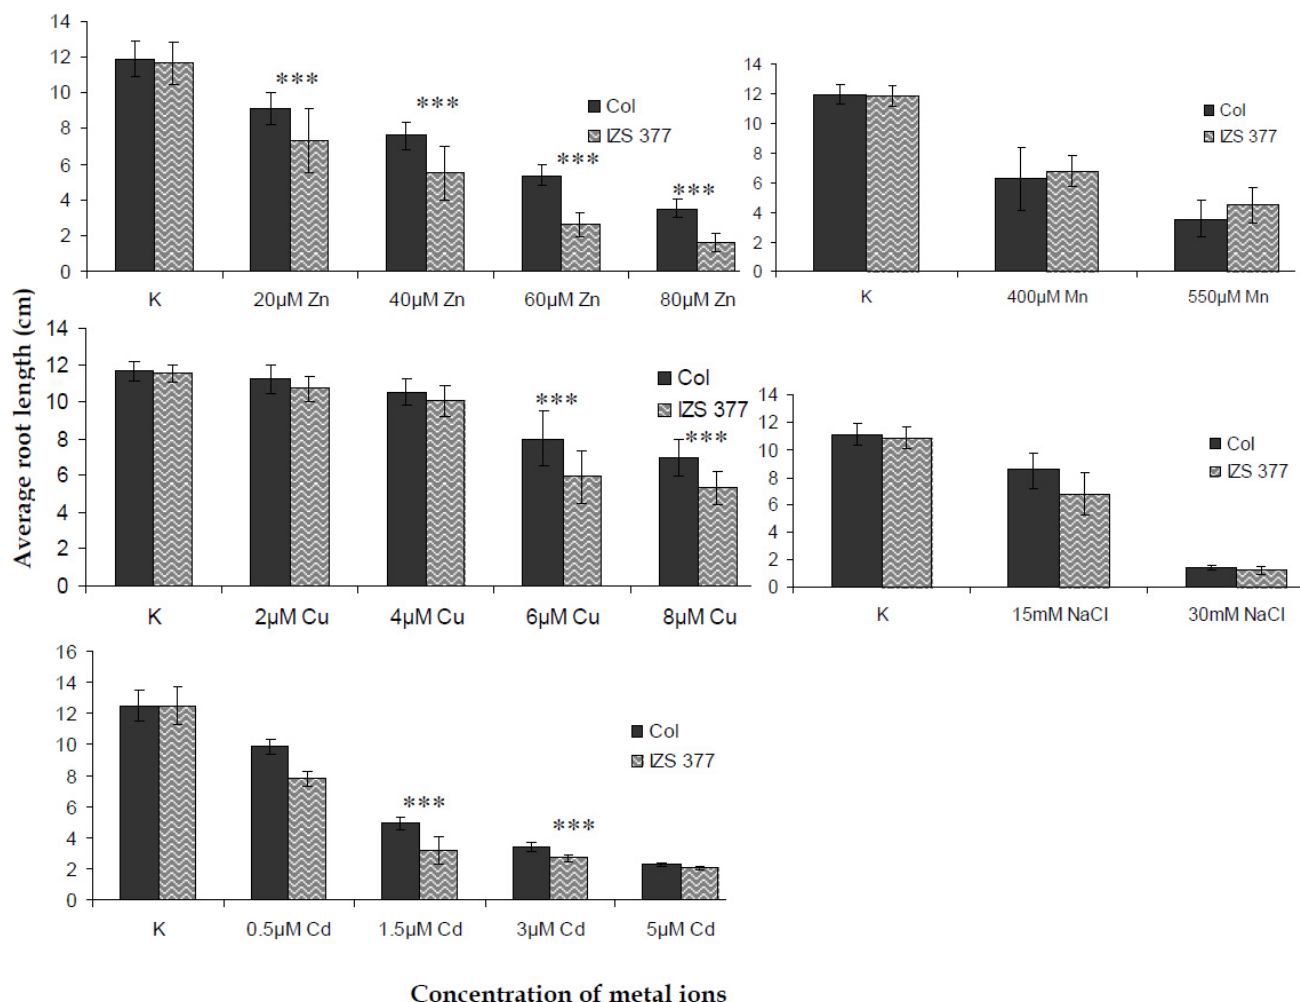 Average root length (cm)
14
12
10
8
6
4
2
0
***
***
***
***
Col
IZS 377
K
20µM Zn
40µM Zn
60µM Zn
80µM Zn
14
12
10
8
6
4
2
0
Col
IZS 377
K
400µM Mn
550µM Mn
14
12
10
8
6
4
2
0
***
***
Col
IZS 377
K
2µM Cu
4µM Cu
6µM Cu
8µM Cu
14
12
10
8
6
4
2
0
Col
IZS 377
K
15mM NaCl
30mM NaCl
16
14
12
10
8
6
4
2
0
***
***
Col
IZS 377
K
0.5µM Cd
1.5µM Cd
3µM Cd
5µM Cd
Concentration of metal ions